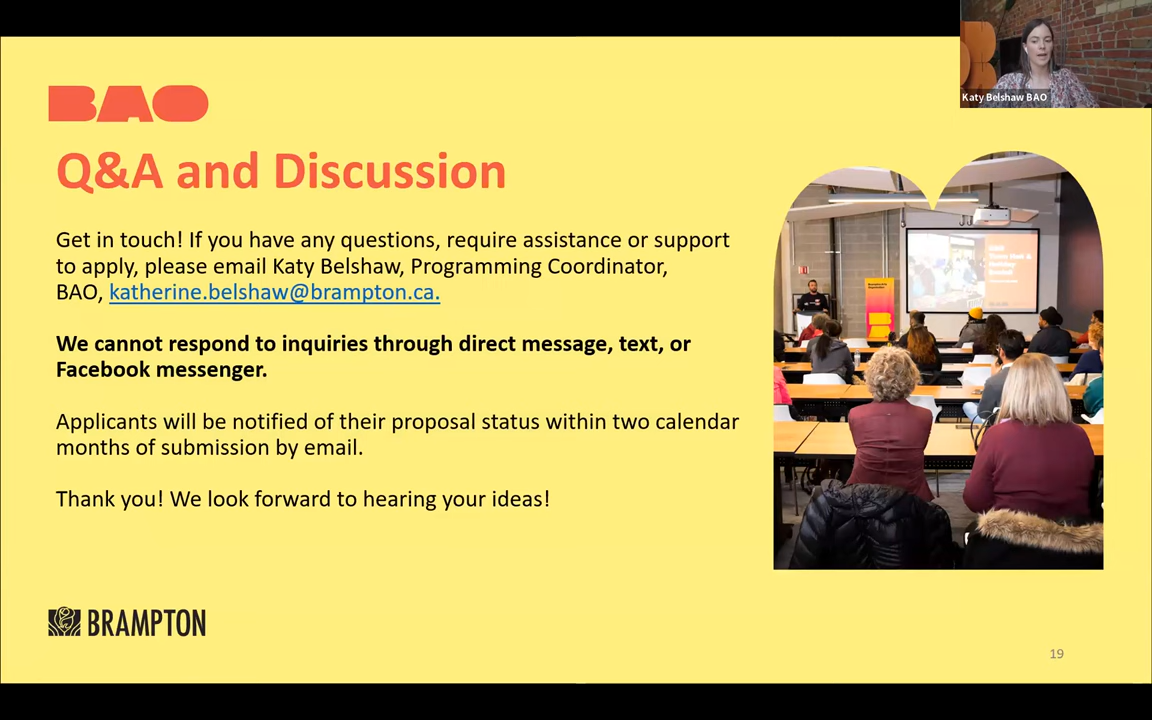 Katy Belshaw BAO
BAO
Q&A and Discussion
Get in touch! If you have any questions, require assistance or support
to apply, please email Katy Belshaw, Programming Coordinator,
BAO, katherine.belshaw@brampton.ca.
We cannot respond to inquiries through direct message, text, or
Facebook messenger.
Applicants will be notified of their proposal status within two calendar
months of submission by email.
Thank you! We look forward to hearing your ideas!
BRAMPTON
19